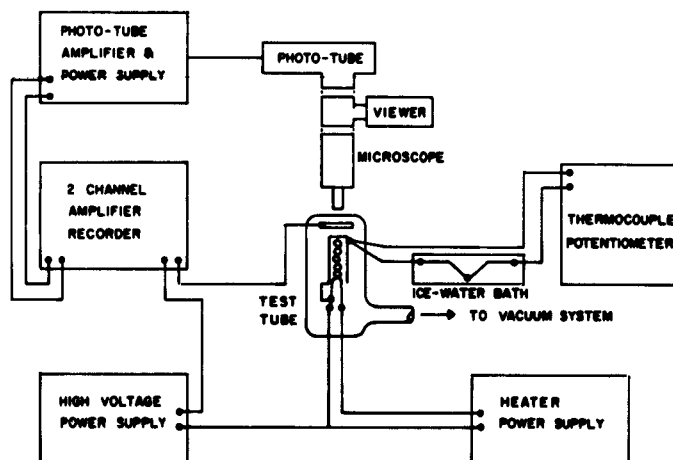 PHOTO-TUBE
AMPLIFIER &
POWER SUPPLY
PHOTO-TUBE
VIEWER
MICROSCOPE
2 CHANNEL
AMPLIFIER
RECORDER
THERMOCOUPLE
POTENTIOMETER
ICE-WATER BATH
TEST
TUBE
TO VACUUM SYSTEM
HIGH VOLTAGE
POWER SUPPLY
HEATER
POWER SUPPLY